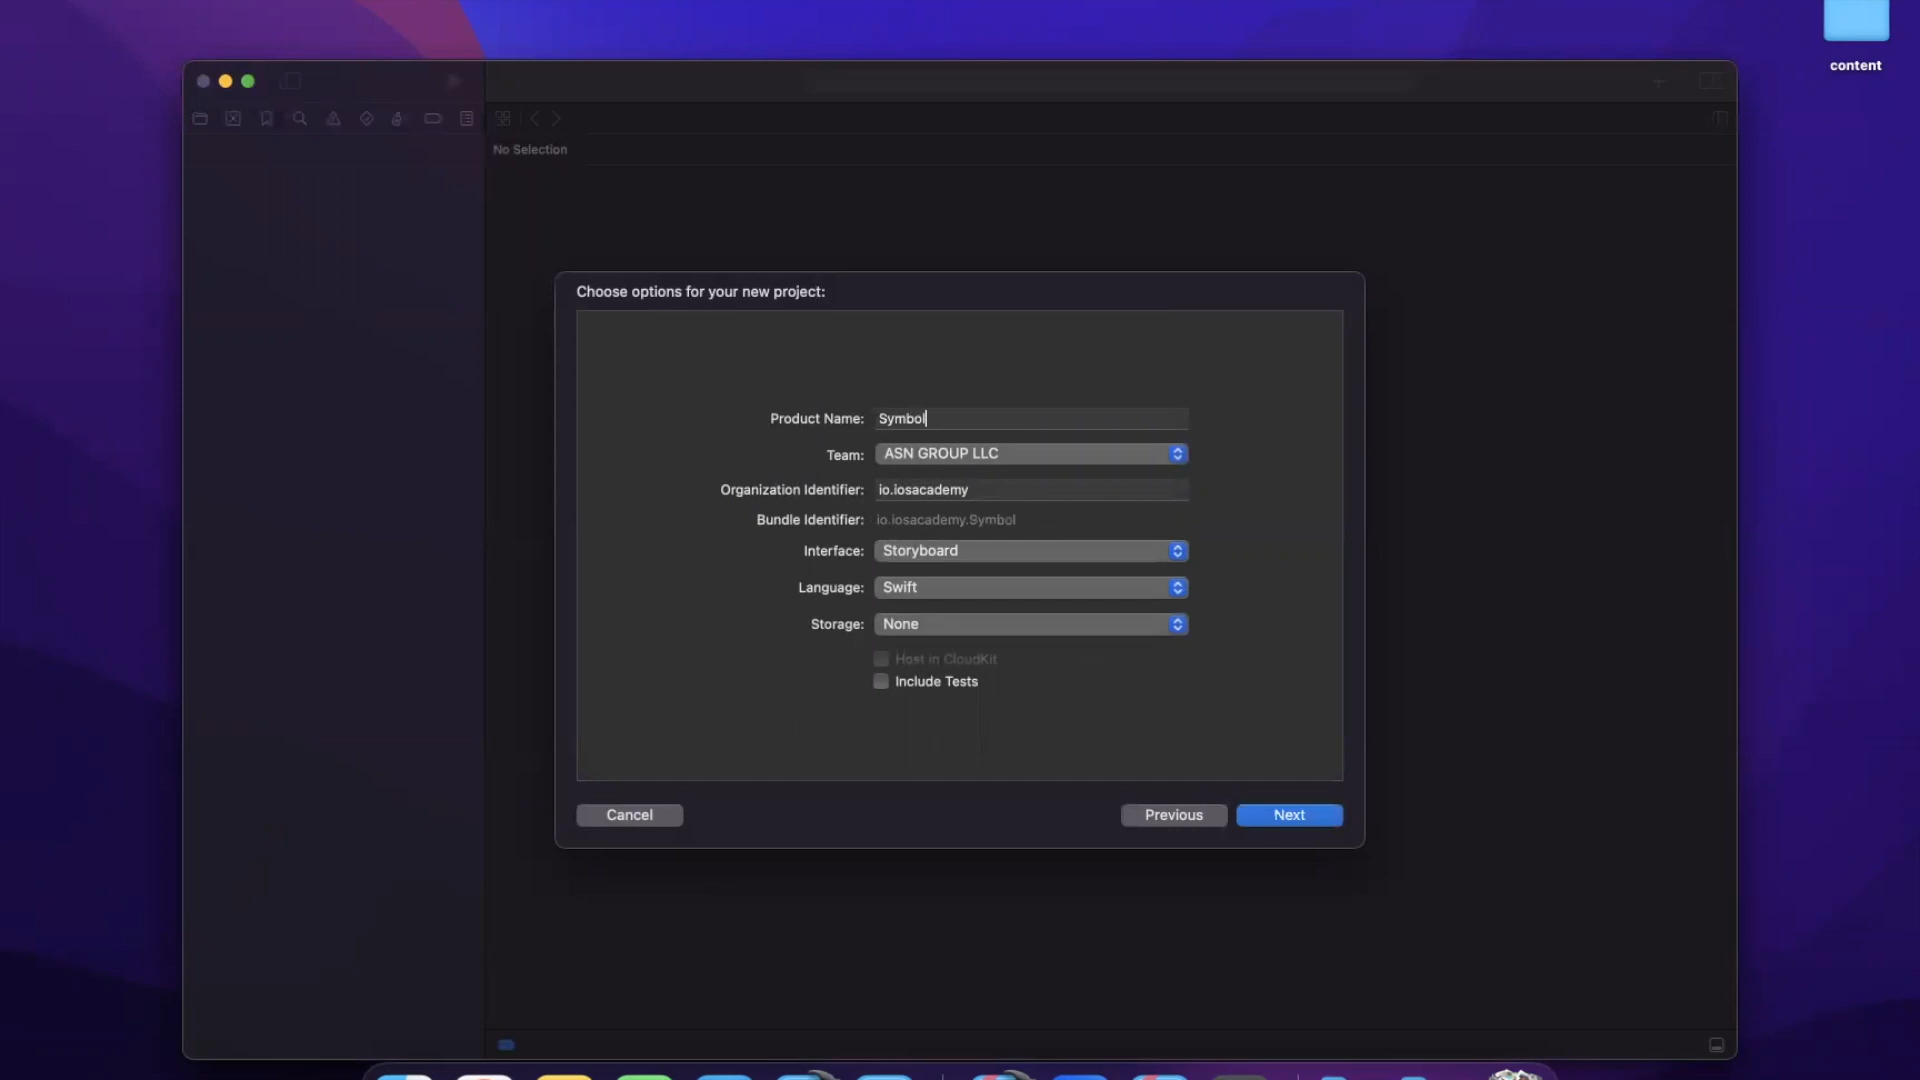 content
No Selection
Choose options for your new project:
Product Name: Symbol
Team: ASN GROUP LLC
Organization Identifier: io.iosacademy
Bundle Identifier: io.iosacademy.Symbol
Interface: Storyboard
Language: Swift
Storage: None
Host in CloudKit
Include Tests
Cancel
Previous
Next